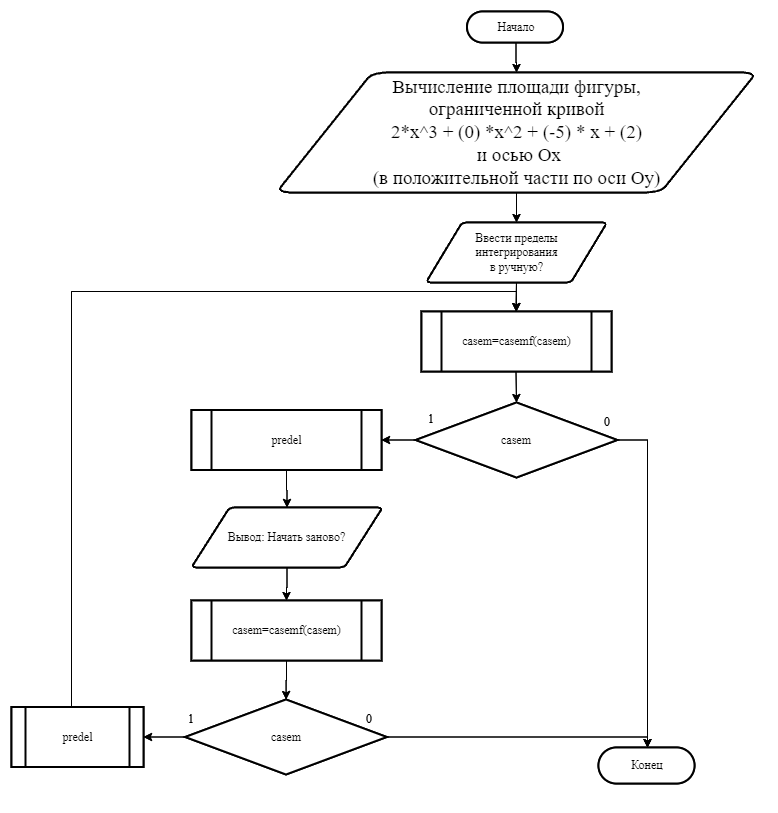 Начало
Вычисление площади фигуры,
ограниченной кривой
2*x^3 + (0) *x^2 + (-5) * x + (2)
и осью Ox
(в положительной части по оси Oy)
Ввести пределы
интегрирования
в ручную?
casem=casemf(casem)
1
casem
0
predel
Вывод: Начать заново?
casem=casemf(casem)
1
casem
0
predel
Конец